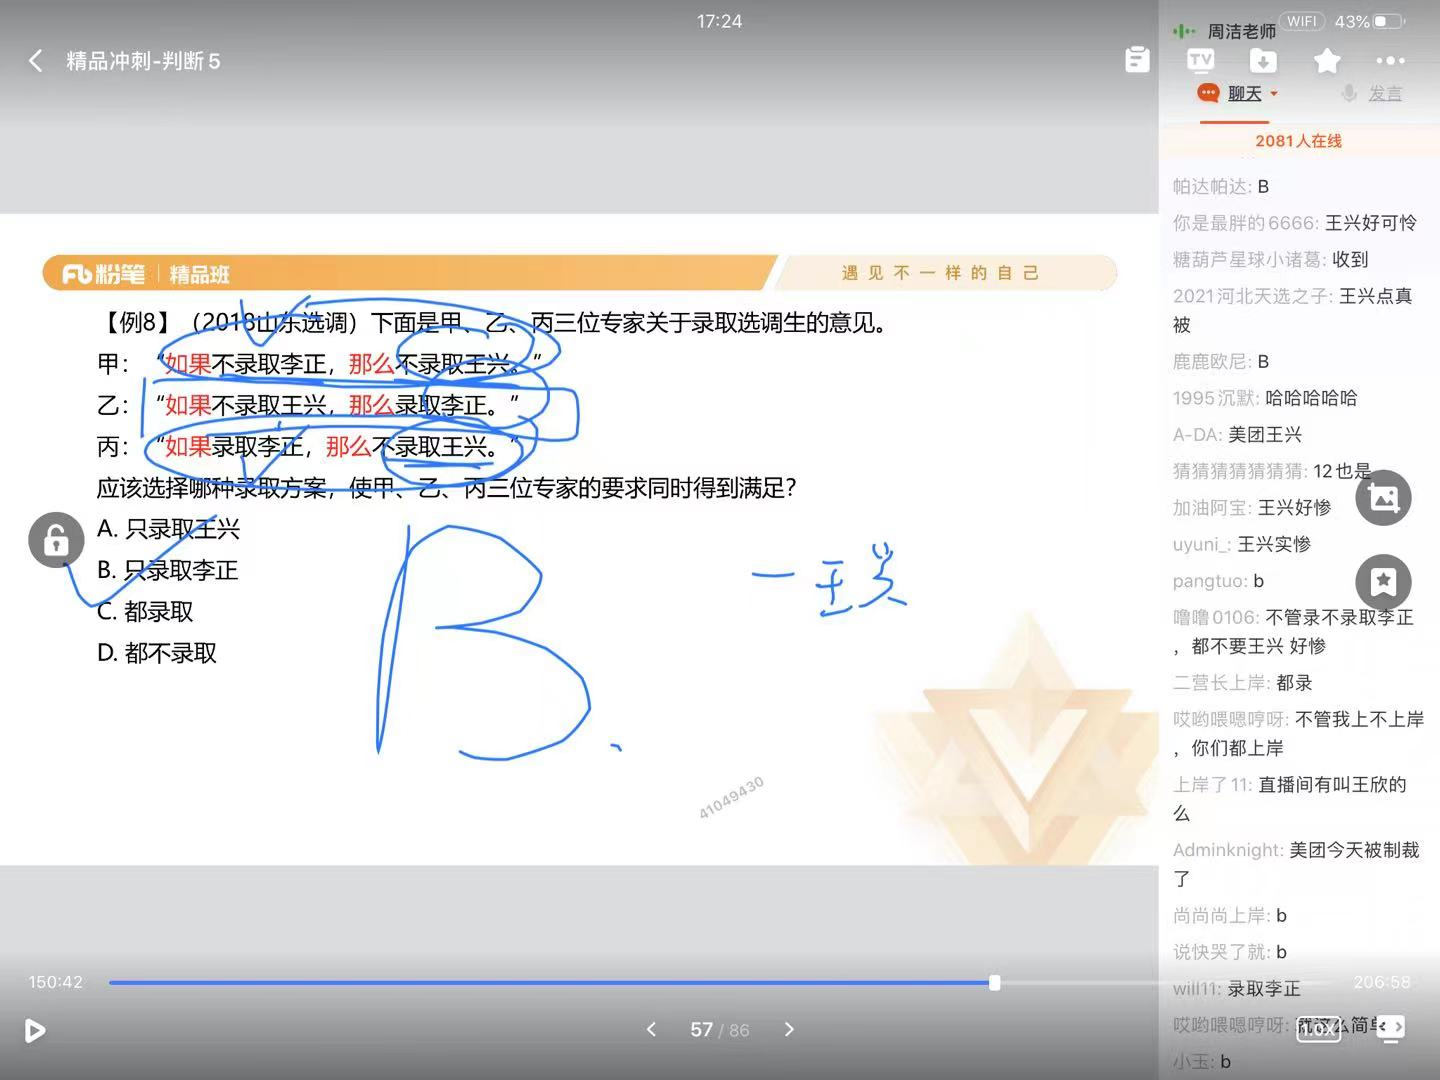 17:24
周洁老师
WIFI
43%
精品冲刺-判断5
TV
聊天
发言
2081人在线
粉笔
精品班
遇见不一样的自己
【例8】（2018山东选调）下面是甲、乙、丙三位专家关于录取选调生的意见。
甲：“如果不录取李正，那么不录取王兴。”
乙：“如果不录取王兴，那么录取李正。”
丙：“如果录取李正，那么不录取王兴。”
应该选择哪种录取方案，使甲、乙、丙三位专家的要求同时得到满足？
A. 只录取王兴
B. 只录取李正
C. 都录取
D. 都不录取
B
一王兴
41049430
帕达帕达: B
你是最胖的6666: 王兴好可怜
糖葫芦星球小诸葛: 收到
2021河北天选之子: 王兴点真
被
鹿鹿欧尼: B
1995沉默: 哈哈哈哈哈
A-DA: 美团王兴
猜猜猜猜猜猜猜: 12也是
加油阿宝: 王兴好惨
uyuni_: 王兴实惨
pangtuo: b
噜噜0106: 不管录不录取李正
，都不要王兴 好惨
二营长上岸: 都录
哎哟喂嗯哼呀: 不管我上不上岸
，你们都上岸
上岸了11: 直播间有叫王欣的
么
Adminknight: 美团今天被制裁
了
尚尚尚上岸: b
说快哭了就: b
will11: 录取李正
哎哟喂嗯哼呀: 就这么简单
小玉: b
150:42
206:58
57 / 86
1.0X